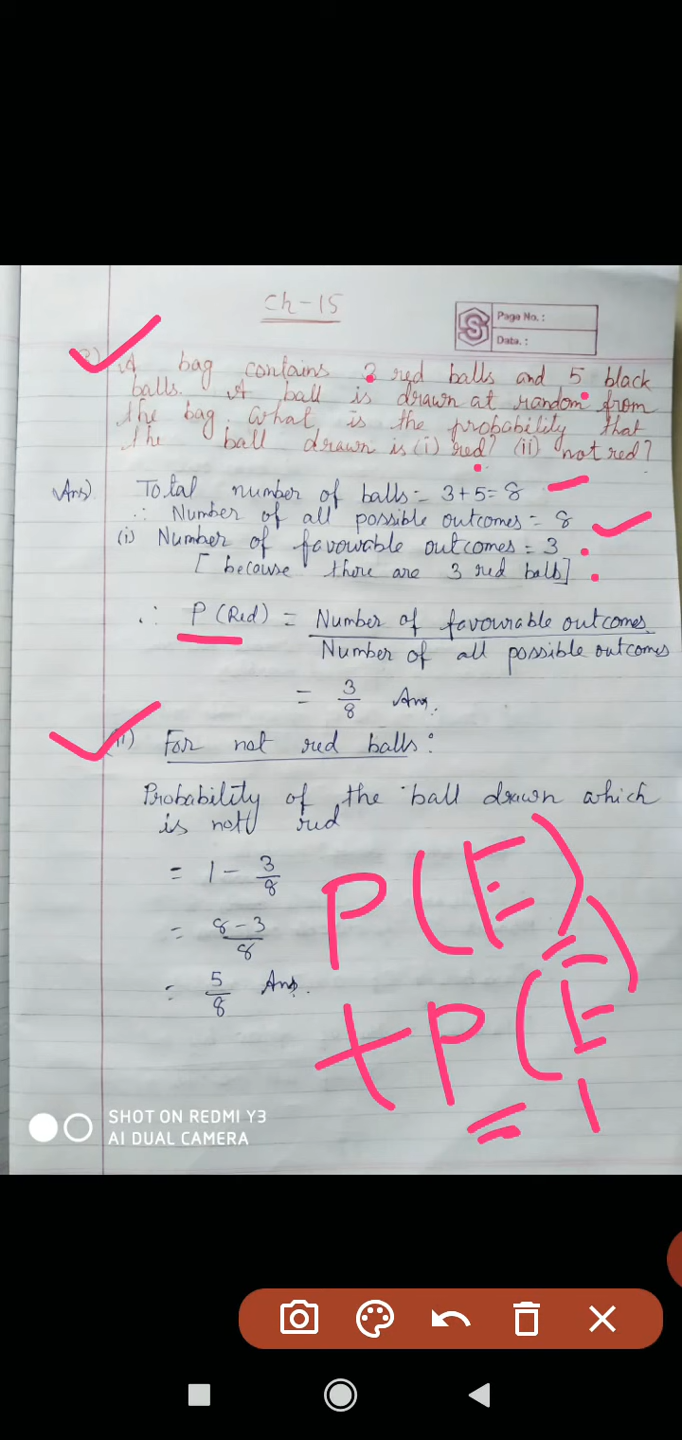 Ch-15
Page No. :
Date. :
A bag contains 3 red balls and 5 black
balls. A ball is drawn at random from
the bag. What is the probability that
the ball drawn is (i) red? (ii) not red?
Ans). Total number of balls = 3+5=8
∴ Number of all possible outcomes = 8
(i) Number of favourable outcomes = 3
[because there are 3 red balls]
∴ P (Red) = Number of favourable outcomes
Number of all possible outcomes
= 3/8 Ans.
(ii) For not red balls:
Probability of the ball drawn which
is not red
= 1 - 3/8
= 8-3/8
= 5/8 Ans.
P(E)
+P(E̅)
= 1
SHOT ON REDMI Y3
AI DUAL CAMERA